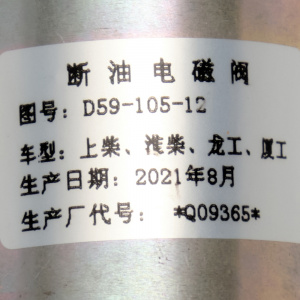 断油电磁阀
图号：D59-105-12
车型：上柴、淮柴、龙工、厦工
生产日期：2021年8月
生产厂代号：*Q09365*